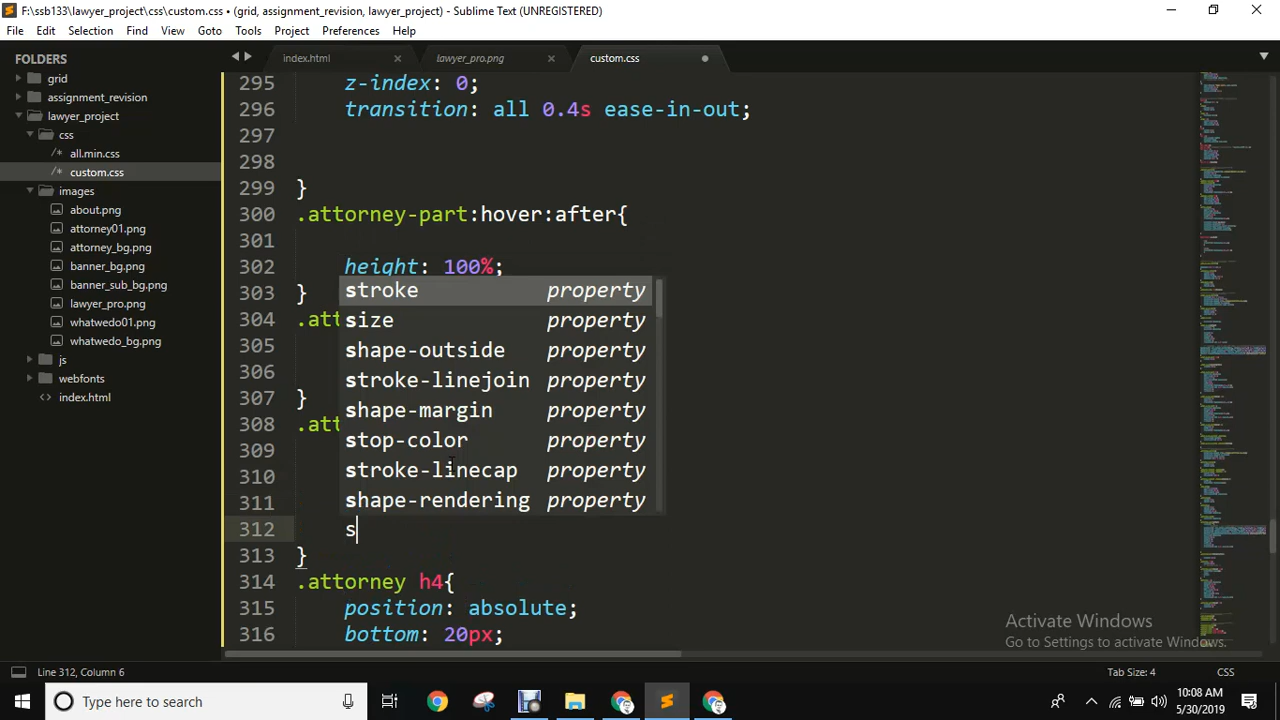 F:\ssb133\lawyer_project\css\custom.css • (grid, assignment_revision, lawyer_project) - Sublime Text (UNREGISTERED)
File Edit Selection Find View Goto Tools Project Preferences Help
FOLDERS
grid
assignment_revision
lawyer_project
css
/* all.min.css
/* custom.css
images
about.png
attorney01.png
attorney_bg.png
banner_bg.png
banner_sub_bg.png
lawyer_pro.png
whatwedo01.png
whatwedo_bg.png
js
webfonts
index.html
index.html lawyer_pro.png custom.css
295 z-index: 0;
296 transition: all 0.4s ease-in-out;
297
298
299 }
300 .attorney-part:hover:after{
301
302 height: 100%;
303 }
304 .att
305
306
307 }
308 .att
309
310
311
312 s
313 }
314 .attorney h4{
315 position: absolute;
316 bottom: 20px;
stroke property
size property
shape-outside property
stroke-linejoin property
shape-margin property
stop-color property
stroke-linecap property
shape-rendering property
Activate Windows
Go to Settings to activate Windows.
Line 312, Column 6
Tab Size: 4 CSS
Type here to search
10:08 AM
5/30/2019